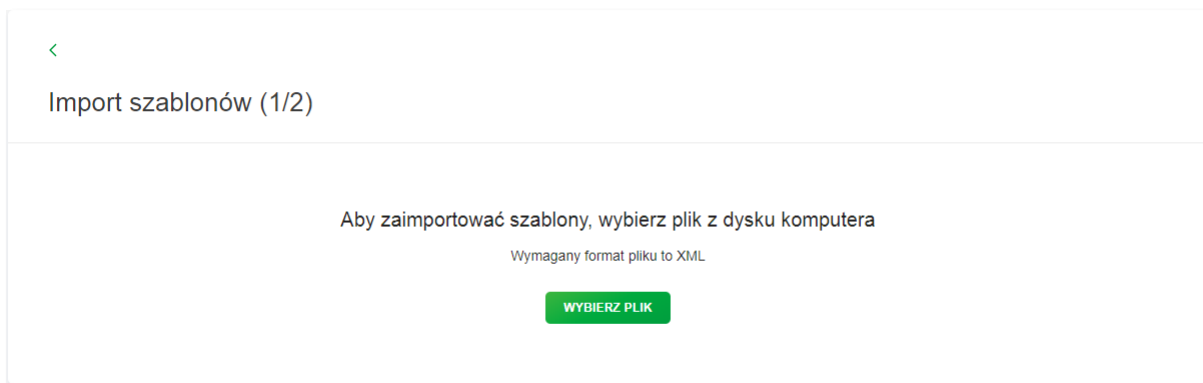 Import szablonów (1/2)
Aby zaimportować szablony, wybierz plik z dysku komputera
Wymagany format pliku to XML
WYBIERZ PLIK